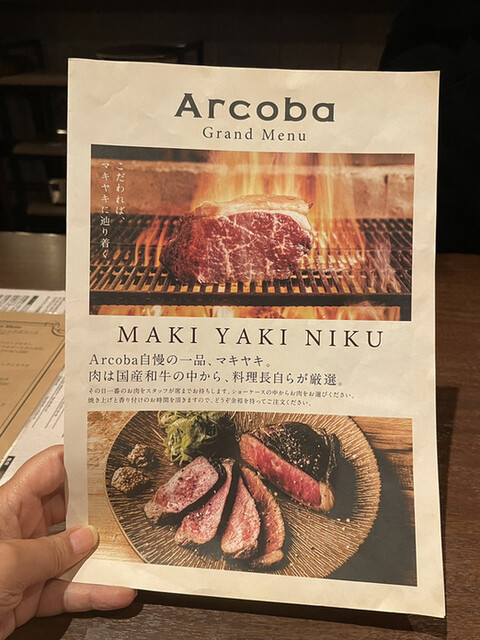 Arcoba
Grand Menu
こだわれば、
マキヤキに辿り着く。
MAKI YAKI NIKU
Arcoba自慢の一品、マキヤキ。
肉は国産和牛の中から、料理長自らが厳選。
その日一番のお肉をスタッフが席までお持ちします。ショーケースの中からお肉をお選びください。
焼き上げと香り付けのお時間を頂きますので、どうぞ余裕を持ってご注文ください。